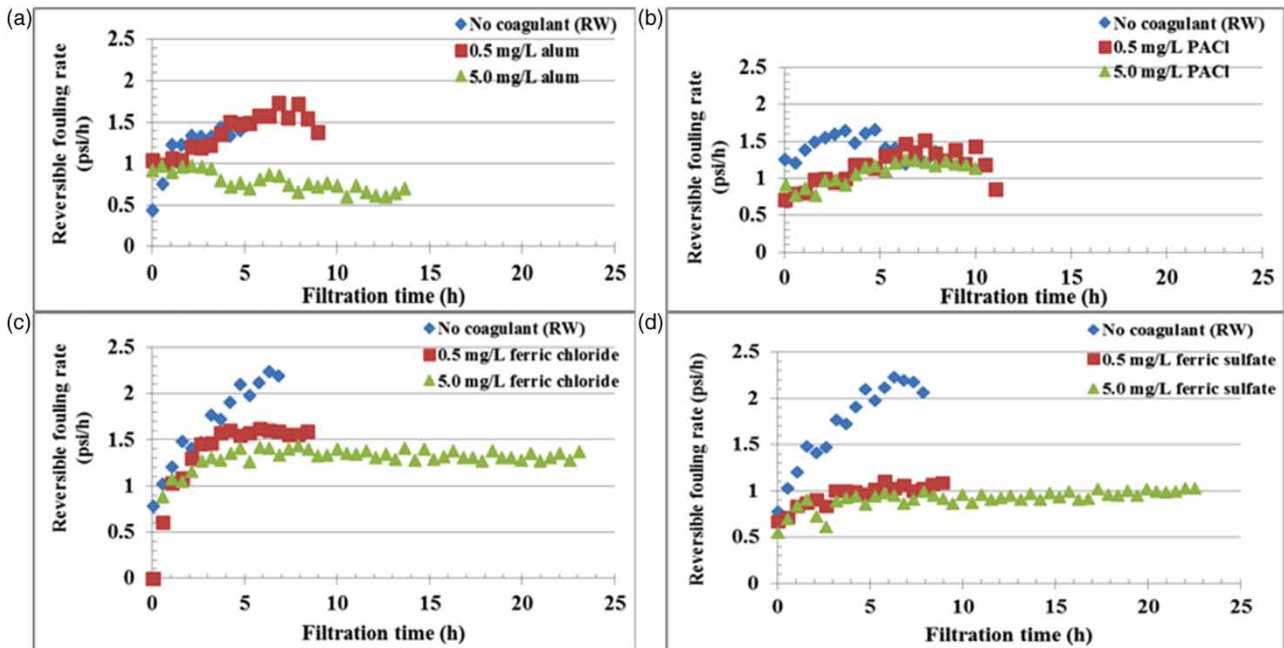 (a)
No coagulant (RW)
0.5 mg/L alum
5.0 mg/L alum
Reversible fouling rate
(psi/h)
2.5
2
1.5
1
0.5
0
0 5 10 15 20 25
Filtration time (h)
(b)
No coagulant (RW)
0.5 mg/L PACl
5.0 mg/L PACl
Reversible fouling rate
(psi/h)
2.5
2
1.5
1
0.5
0
0 5 10 15 20 25
Filtration time (h)
(c)
No coagulant (RW)
0.5 mg/L ferric chloride
5.0 mg/L ferric chloride
Reversible fouling rate
(psi/h)
2.5
2
1.5
1
0.5
0
0 5 10 15 20 25
Filtration time (h)
(d)
No coagulant (RW)
0.5 mg/L ferric sulfate
5.0 mg/L ferric sulfate
Reversible fouling rate (psi/h)
2.5
2
1.5
1
0.5
0
0 5 10 15 20 25
Filtration time (h)